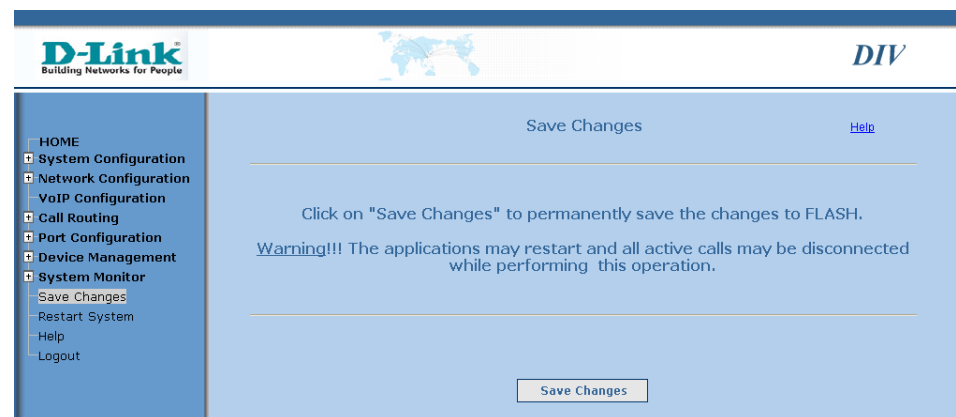 D-Link
Building Networks for People
DIV
HOME
System Configuration
Network Configuration
VoIP Configuration
Call Routing
Port Configuration
Device Management
System Monitor
Save Changes
Restart System
Help
Logout
Save Changes
Help
Click on "Save Changes" to permanently save the changes to FLASH.
Warning!!! The applications may restart and all active calls may be disconnected
while performing this operation.
Save Changes